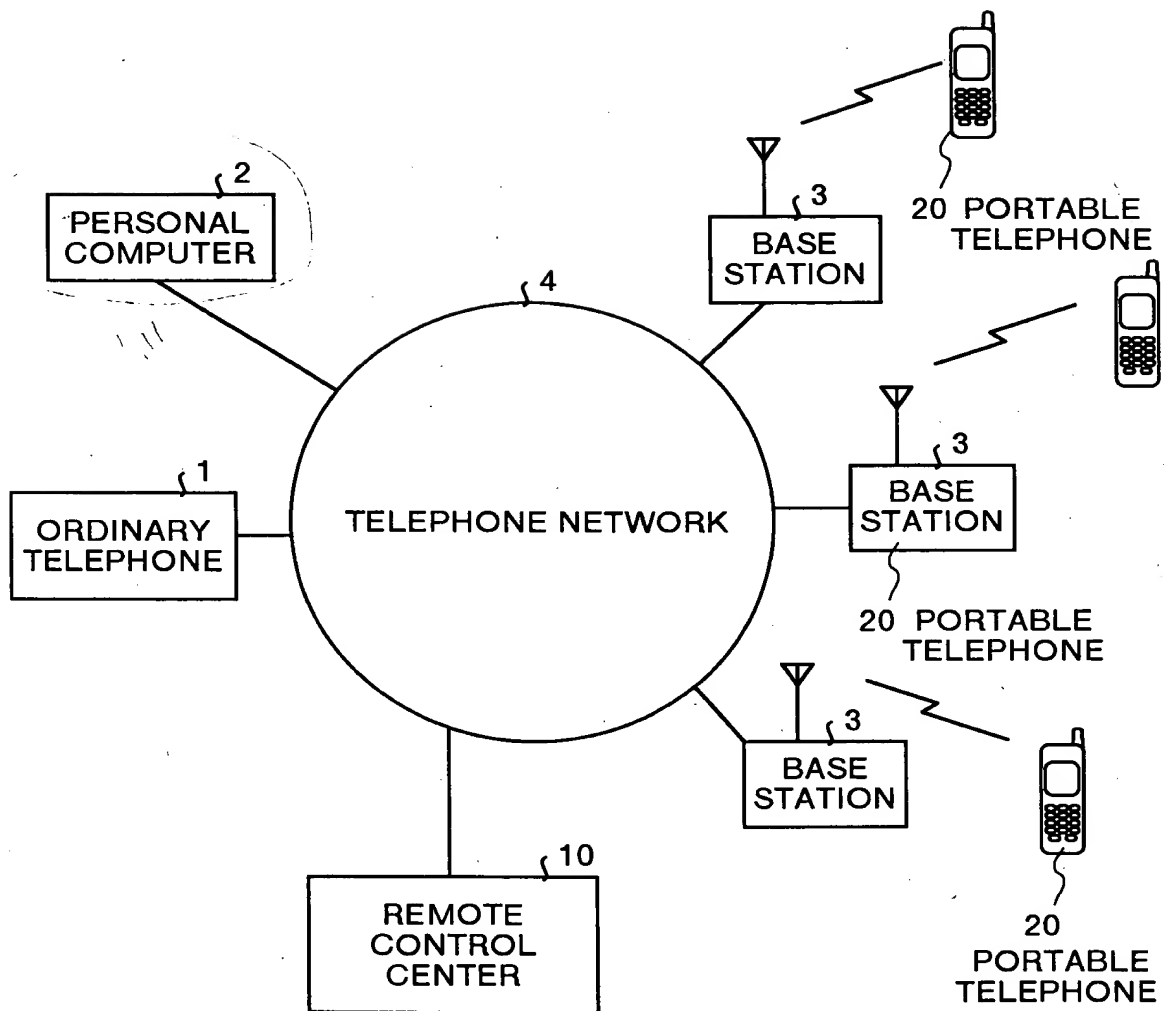 2
PERSONAL
COMPUTER
3
BASE
STATION
20 PORTABLE
TELEPHONE
4
1
ORDINARY
TELEPHONE
TELEPHONE NETWORK
3
BASE
STATION
20 PORTABLE
TELEPHONE
3
BASE
STATION
10
REMOTE
CONTROL
CENTER
20
PORTABLE
TELEPHONE